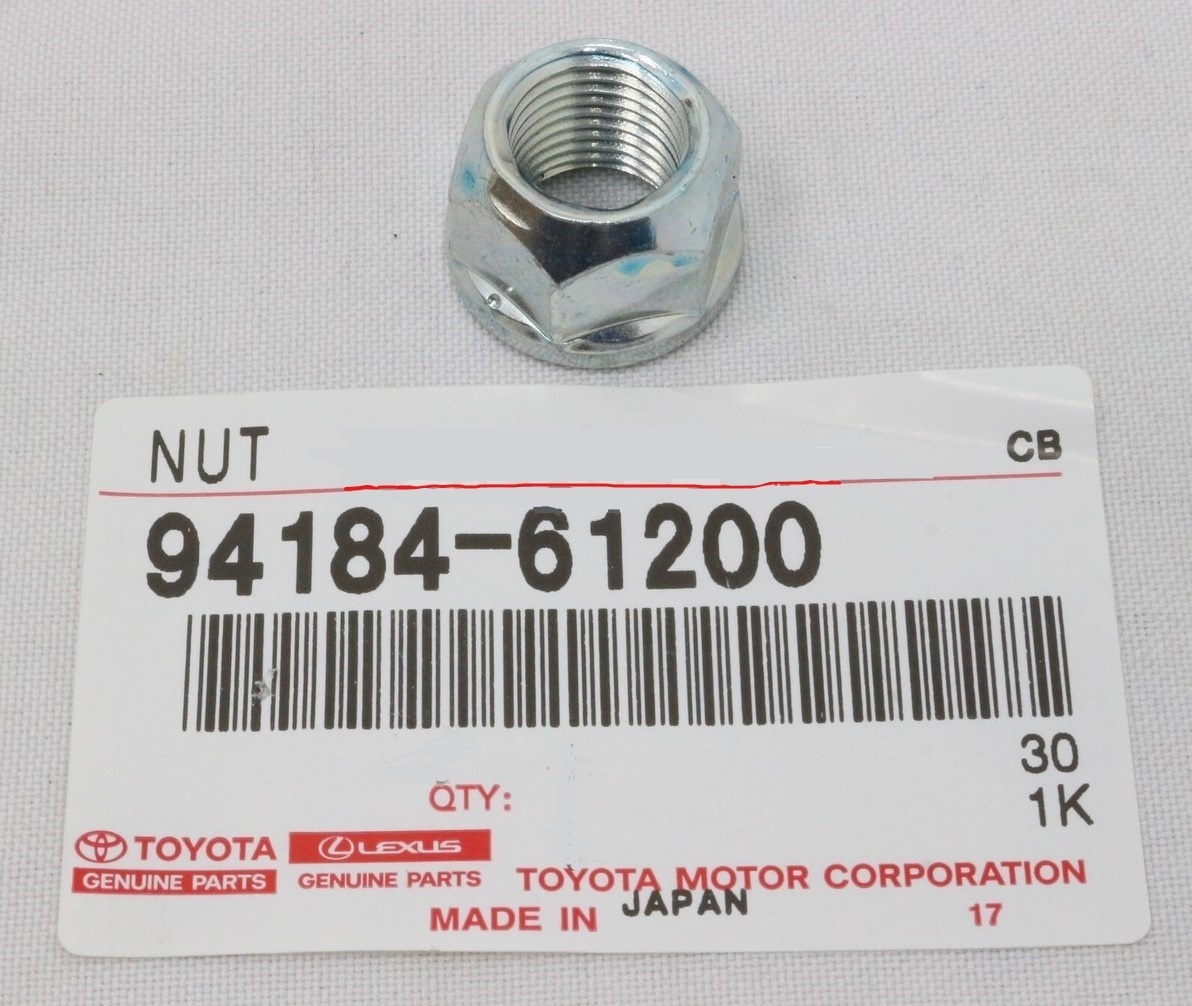 NUT CB
94184-61200
30
QTY: 1K
TOYOTA LEXUS
GENUINE PARTS GENUINE PARTS TOYOTA MOTOR CORPORATION
MADE IN JAPAN 17